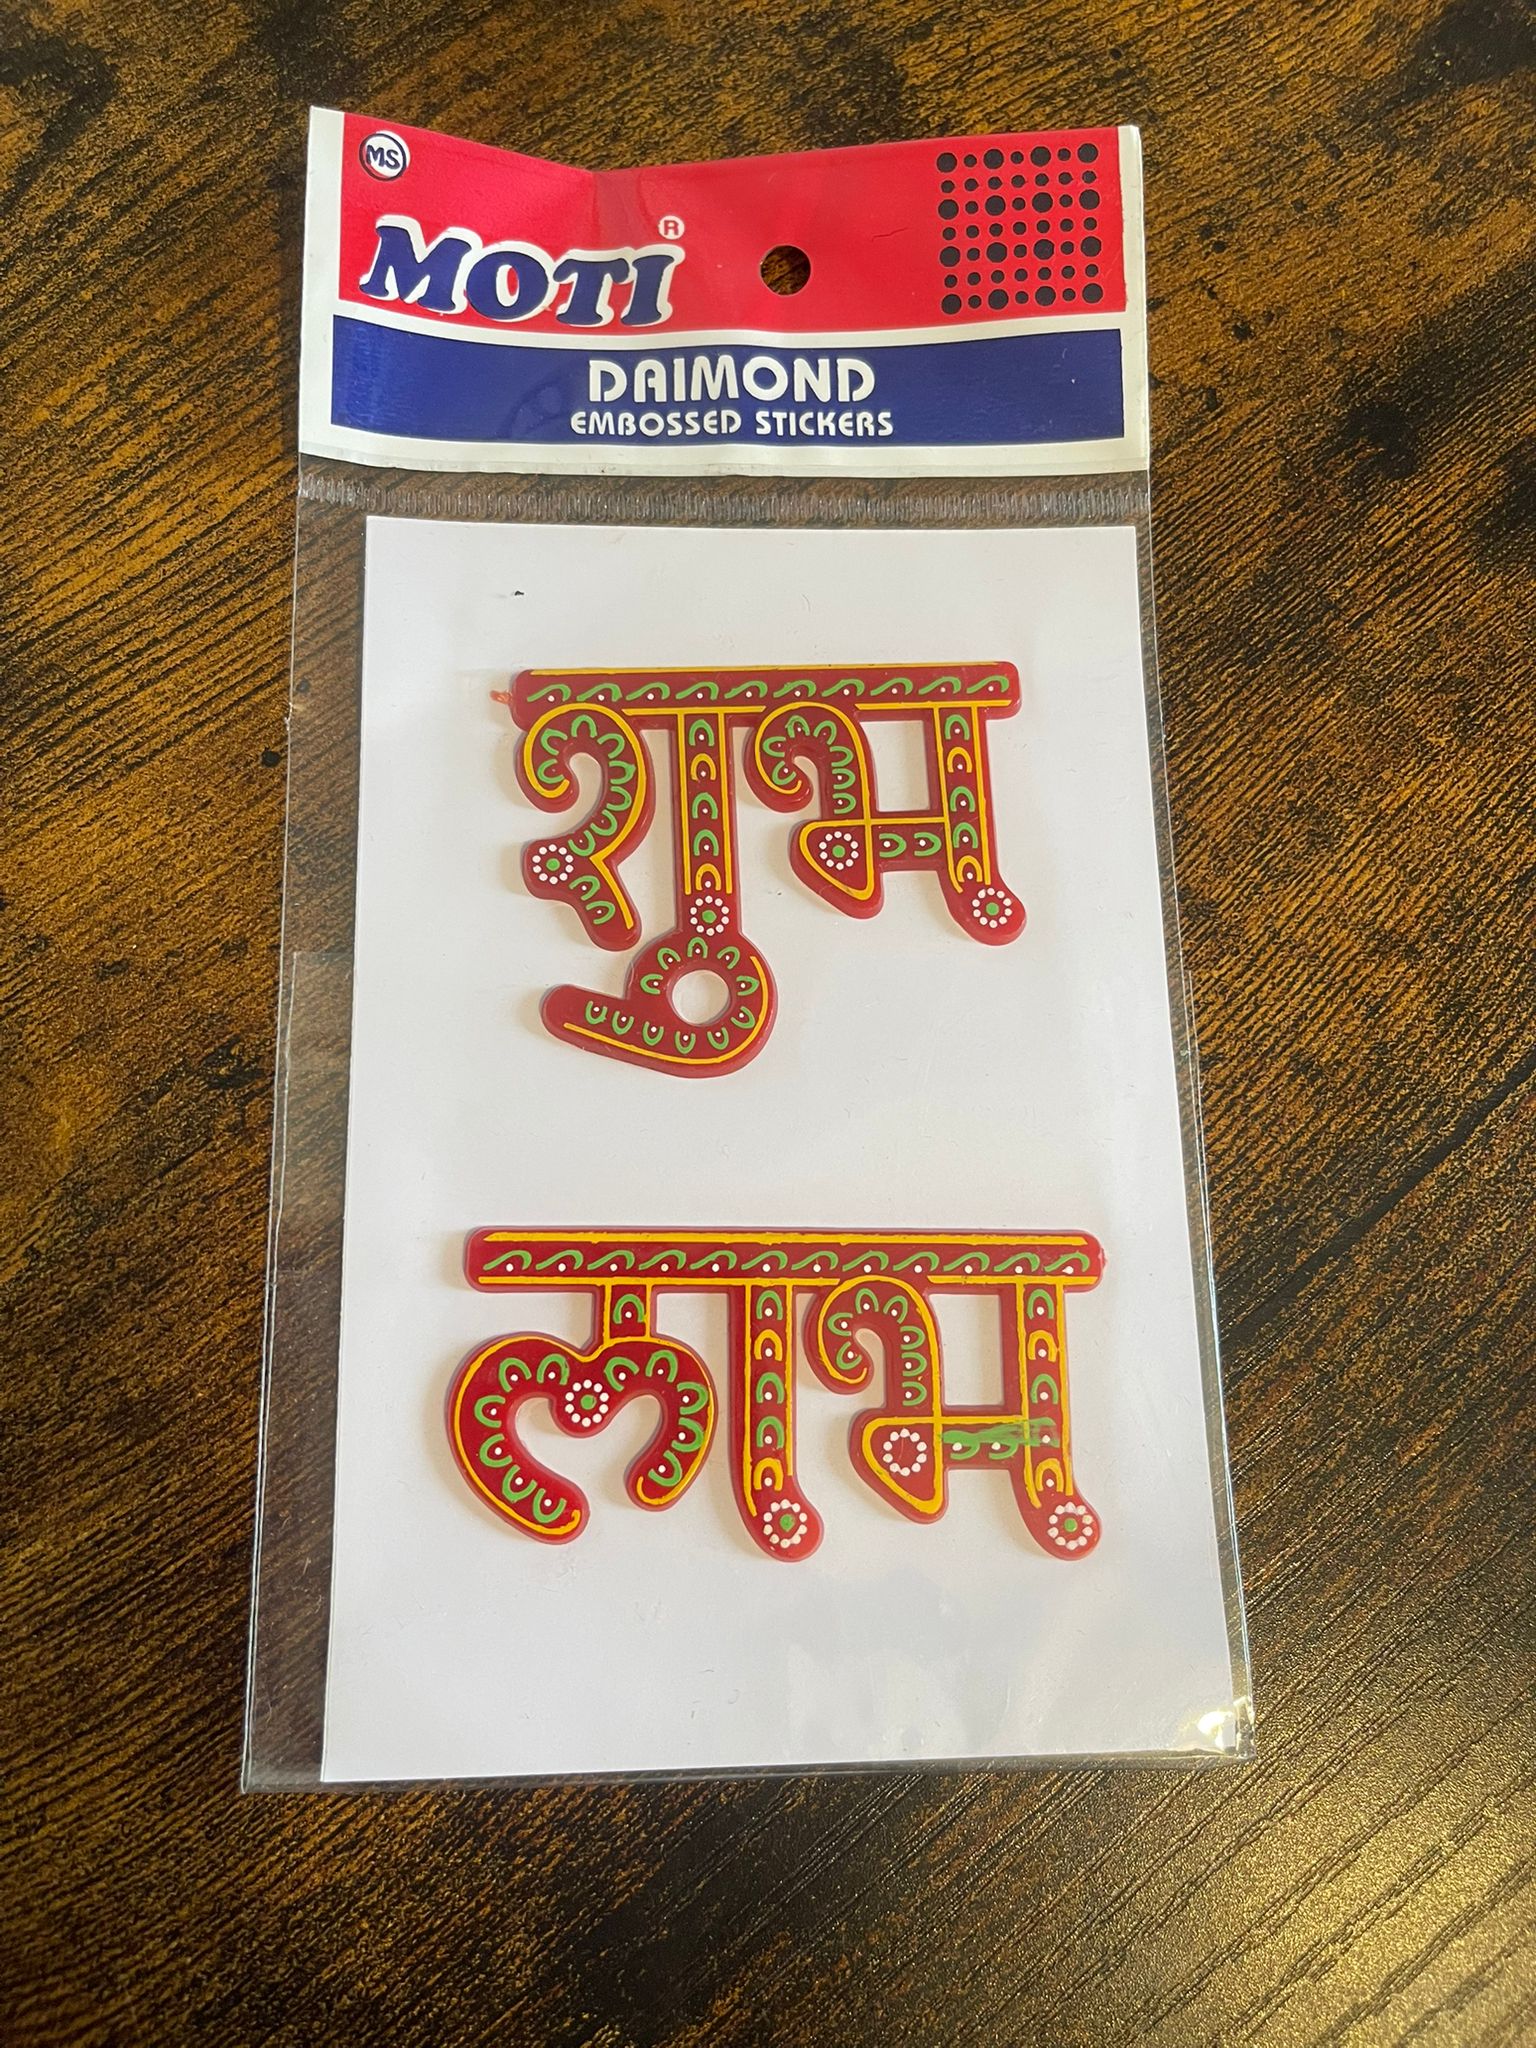 MS
MOTI ®
DAIMOND
EMBOSSED STICKERS
शुभ
लाभ